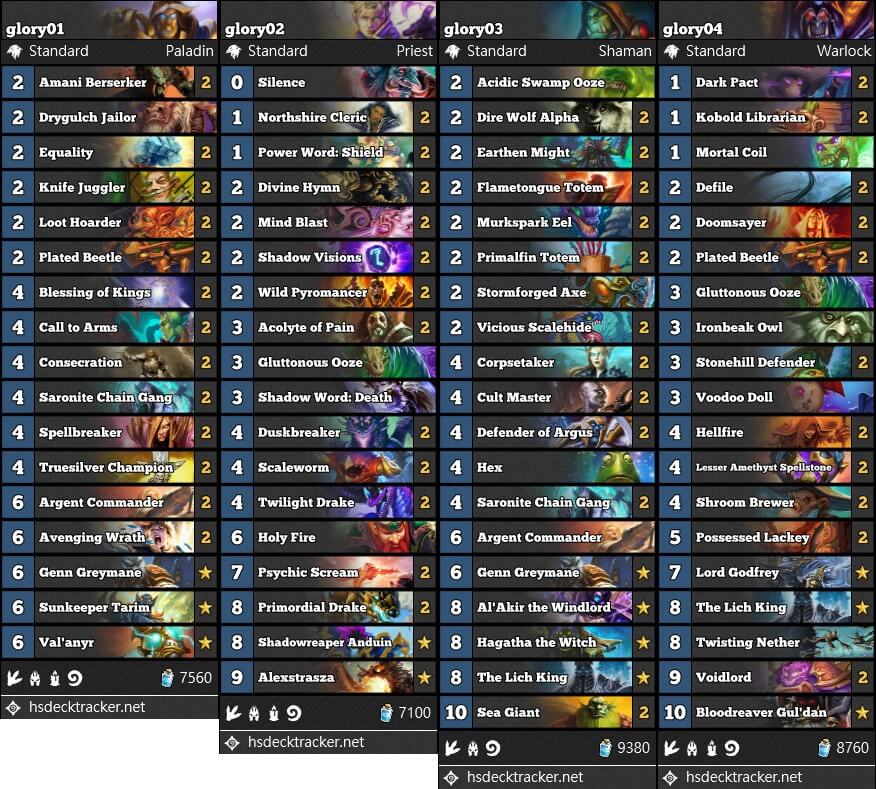 glory01
Standard Paladin
2 Amani Berserker 2
2 Drygulch Jailor 2
2 Equality 2
2 Knife Juggler 2
2 Loot Hoarder 2
2 Plated Beetle 2
4 Blessing of Kings 2
4 Call to Arms 2
4 Consecration 2
4 Saronite Chain Gang 2
4 Spellbreaker 2
4 Truesilver Champion 2
6 Argent Commander 2
6 Avenging Wrath 2
6 Genn Greymane
6 Sunkeeper Tarim
6 Val'anyr
7560
hsdecktracker.net
glory02
Standard Priest
0 Silence
1 Northshire Cleric 2
1 Power Word: Shield 2
2 Divine Hymn 2
2 Mind Blast 2
2 Shadow Visions 2
2 Wild Pyromancer 2
3 Acolyte of Pain 2
3 Gluttonous Ooze
3 Shadow Word: Death
4 Duskbreaker 2
4 Scaleworm 2
4 Twilight Drake 2
6 Holy Fire
7 Psychic Scream 2
8 Primordial Drake 2
8 Shadowreaper Anduin
9 Alexstrasza
7100
hsdecktracker.net
glory03
Standard Shaman
2 Acidic Swamp Ooze
2 Dire Wolf Alpha 2
2 Earthen Might 2
2 Flametongue Totem 2
2 Murkspark Eel 2
2 Primalfin Totem 2
2 Stormforged Axe
2 Vicious Scalehide 2
4 Corpsetaker 2
4 Cult Master 2
4 Defender of Argus 2
4 Hex
4 Saronite Chain Gang 2
6 Argent Commander
6 Genn Greymane
8 Al'Akir the Windlord
8 Hagatha the Witch
8 The Lich King
10 Sea Giant 2
9380
hsdecktracker.net
glory04
Standard Warlock
1 Dark Pact 2
1 Kobold Librarian 2
1 Mortal Coil
2 Defile 2
2 Doomsayer 2
2 Plated Beetle 2
3 Gluttonous Ooze
3 Ironbeak Owl
3 Stonehill Defender 2
3 Voodoo Doll
4 Hellfire 2
4 Lesser Amethyst Spellstone 2
4 Shroom Brewer 2
5 Possessed Lackey 2
7 Lord Godfrey
8 The Lich King
8 Twisting Nether
9 Voidlord 2
10 Bloodreaver Gul'dan
8760
hsdecktracker.net